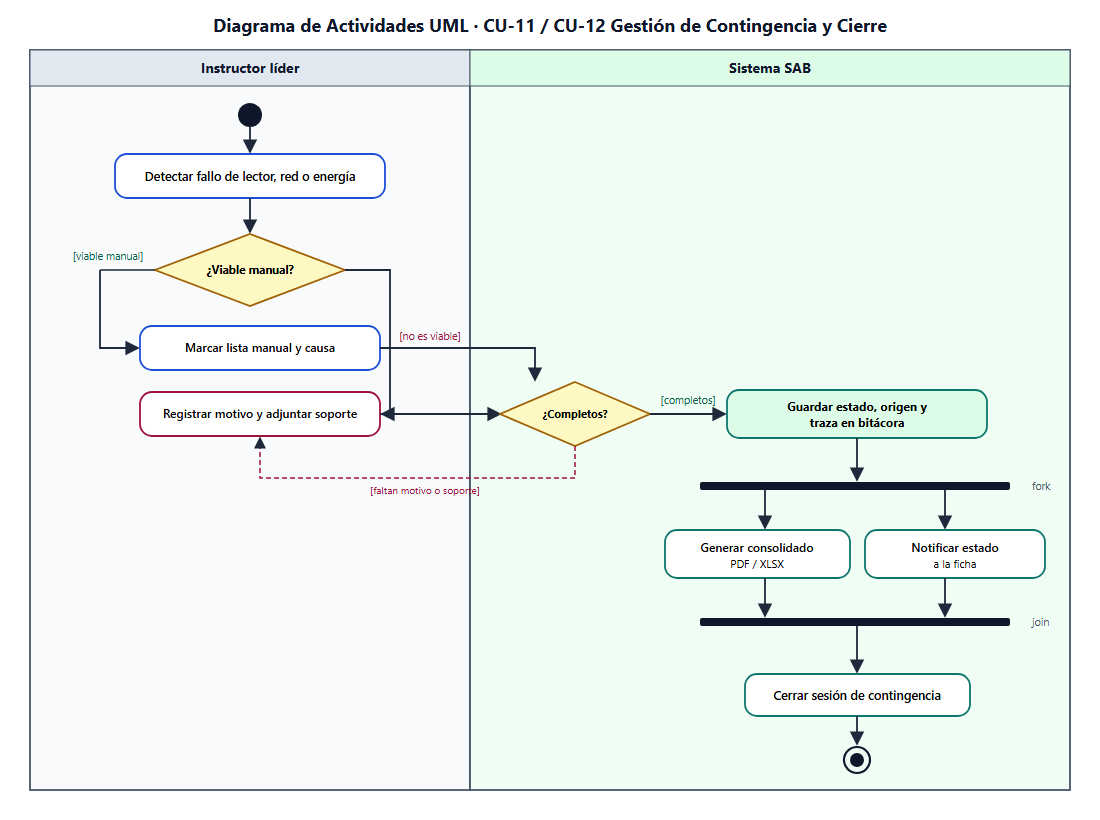 Diagrama de Actividades UML · CU-11 / CU-12 Gestión de Contingencia y Cierre
Instructor líder
Sistema SAB
Detectar fallo de lector, red o energía
[viable manual]
¿Viable manual?
[no es viable]
Marcar lista manual y causa
Registrar motivo y adjuntar soporte
¿Completos?
[completos]
Guardar estado, origen y
traza en bitácora
[faltan motivo o soporte]
fork
Generar consolidado
PDF / XLSX
Notificar estado
a la ficha
join
Cerrar sesión de contingencia